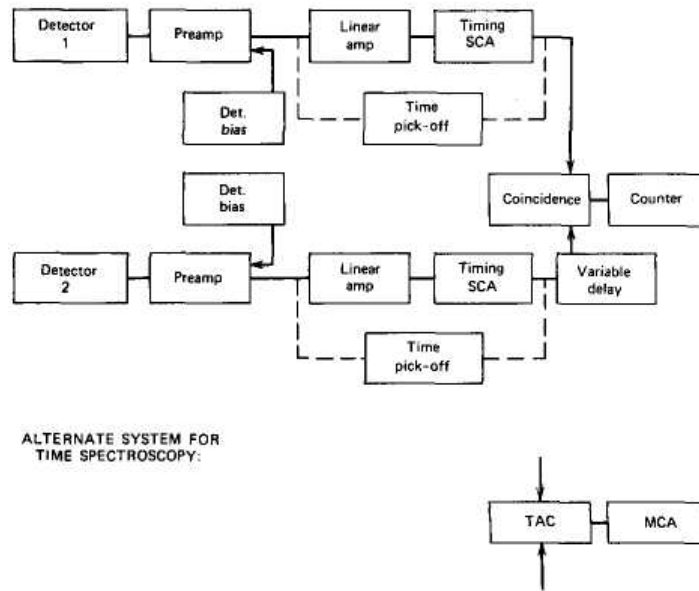 Detector
1
Preamp
Linear
amp
Timing
SCA
Det.
bias
Time
pick-off
Det.
bias
Coincidence
Counter
Detector
2
Preamp
Linear
amp
Timing
SCA
Variable
delay
Time
pick-off
ALTERNATE SYSTEM FOR
TIME SPECTROSCOPY:
TAC
MCA